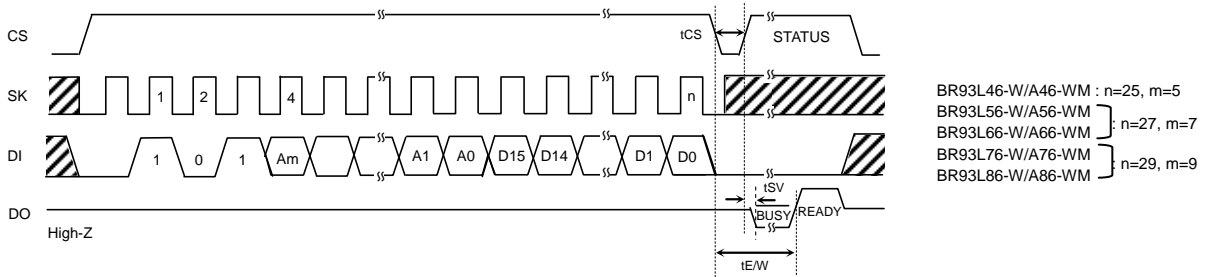 CS tCS STATUS
SK 1 2 4 n
DI 1 0 1 Am A1 A0 D15 D14 D1 D0
tSV
DO BUSY READY
High-Z
tE/W
BR93L46-W/A46-WM : n=25, m=5
BR93L56-W/A56-WM
BR93L66-W/A66-WM
: n=27, m=7
BR93L76-W/A76-WM
BR93L86-W/A86-WM
: n=29, m=9